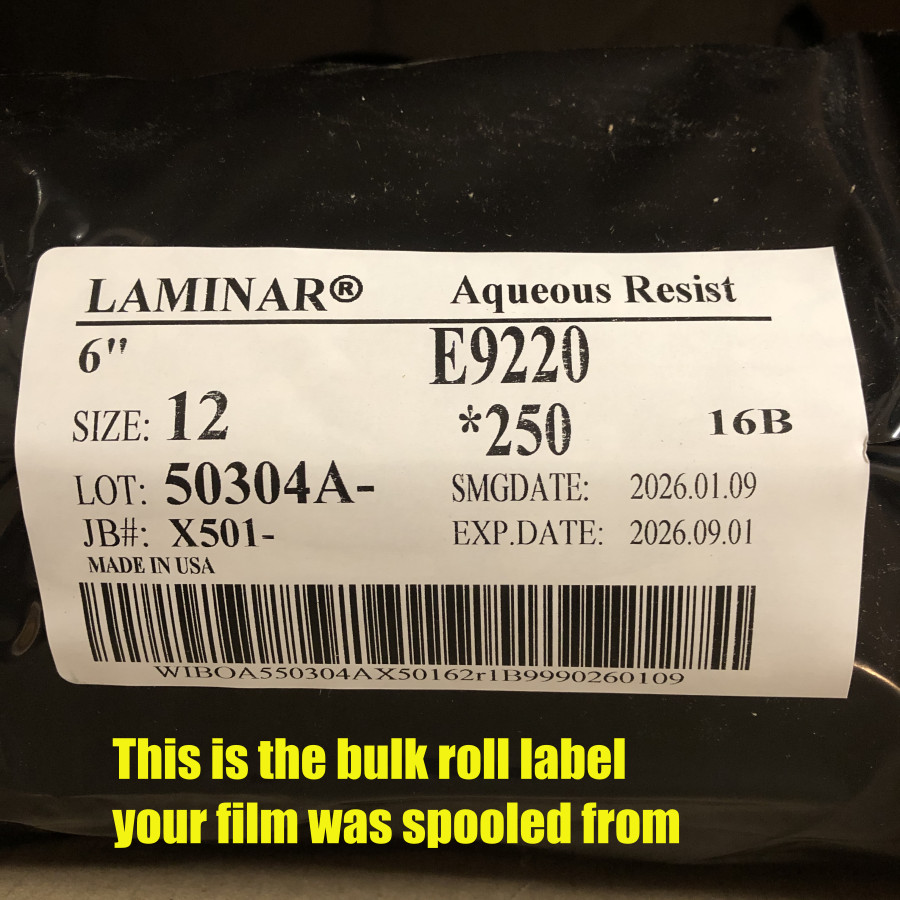 LAMINAR® Aqueous Resist
6" E9220
SIZE: 12 *250 16B
LOT: 50304A- SMGDATE: 2026.01.09
JB#: X501- EXP.DATE: 2026.09.01
MADE IN USA
WIBOA550304AX50162r1B9990260109
This is the bulk roll label
your film was spooled from